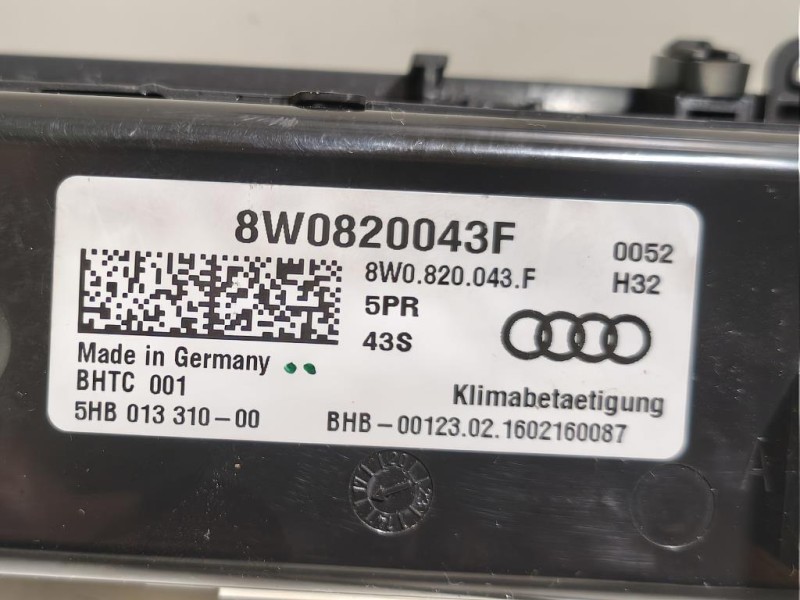 8W0820043F
0052
8W0.820.043.F
H32
5PR
43S
Made in Germany
BHTC 001
Klimabetaetigung
5HB 013 310-00
BHB-00123.02.1602160087